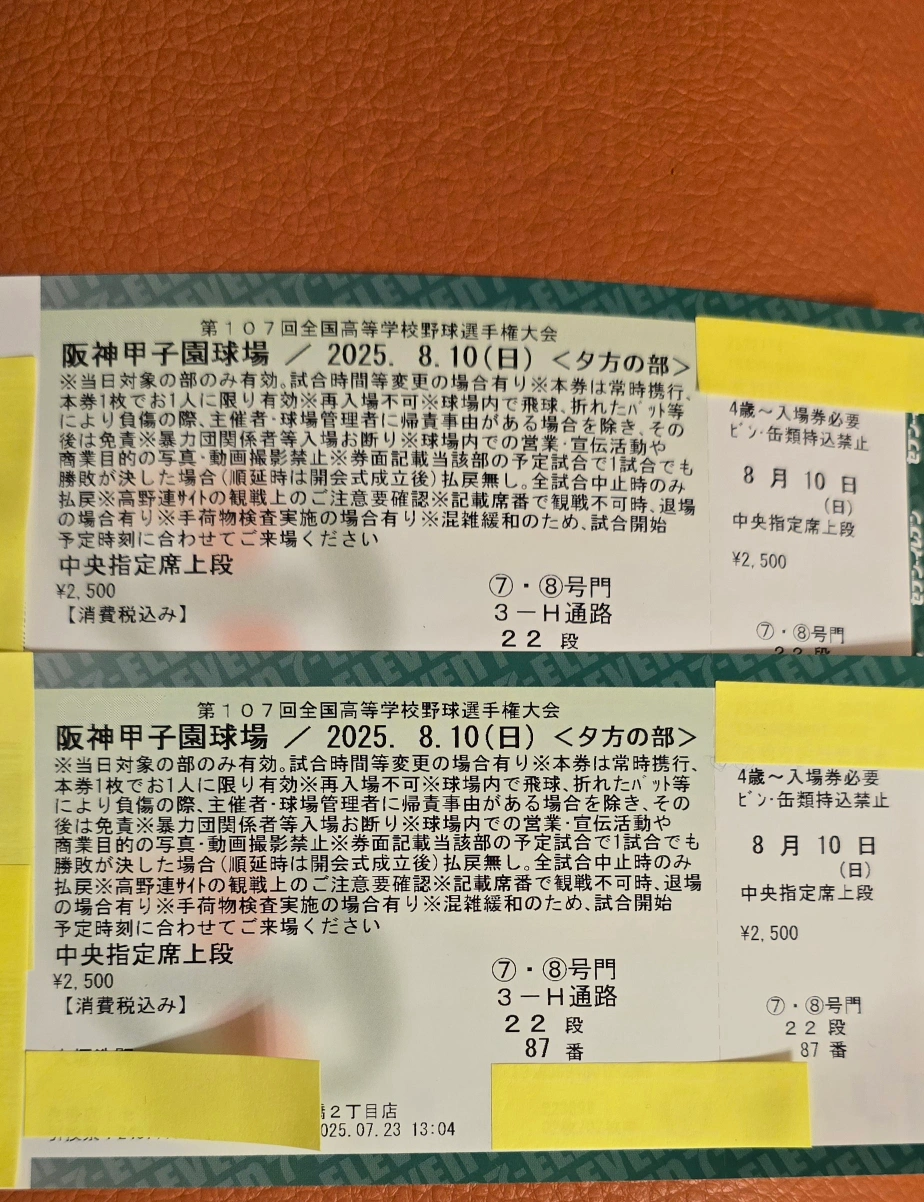 7-ELEVEN
第107回全国高等学校野球選手権大会
阪神甲子園球場 / 2025. 8.10(日) <夕方の部>
※当日対象の部のみ有効。試合時間等変更の場合有り※本券は常時携行、
本券1枚でお1人に限り有効※再入場不可※球場内で飛球、折れたﾊﾞｯﾄ等
により負傷の際、主催者・球場管理者に帰責事由がある場合を除き、その
後は免責※暴力団関係者等入場お断り※球場内での営業・宣伝活動や
商業目的の写真・動画撮影禁止※券面記載当該部の予定試合で1試合でも
勝敗が決した場合(順延時は開会式成立後)払戻無し。全試合中止時のみ
払戻※高野連ｻｲﾄの観戦上のご注意要確認※記載席番で観戦不可時、退場
の場合有り※手荷物検査実施の場合有り※混雑緩和のため、試合開始
予定時刻に合わせてご来場ください
中央指定席上段
¥2,500
【消費税込み】
⑦・⑧号門
3－H通路
22 段
4歳～入場券必要
ﾋﾞﾝ・缶類持込禁止
8 月 10 日
(日)
中央指定席上段
¥2,500
⑦・⑧号門
22 段
7-ELEVEN
第107回全国高等学校野球選手権大会
阪神甲子園球場 / 2025. 8.10(日) <夕方の部>
※当日対象の部のみ有効。試合時間等変更の場合有り※本券は常時携行、
本券1枚でお1人に限り有効※再入場不可※球場内で飛球、折れたﾊﾞｯﾄ等
により負傷の際、主催者・球場管理者に帰責事由がある場合を除き、その
後は免責※暴力団関係者等入場お断り※球場内での営業・宣伝活動や
商業目的の写真・動画撮影禁止※券面記載当該部の予定試合で1試合でも
勝敗が決した場合(順延時は開会式成立後)払戻無し。全試合中止時のみ
払戻※高野連ｻｲﾄの観戦上のご注意要確認※記載席番で観戦不可時、退場
の場合有り※手荷物検査実施の場合有り※混雑緩和のため、試合開始
予定時刻に合わせてご来場ください
中央指定席上段
¥2,500
【消費税込み】
⑦・⑧号門
3－H通路
22 段
87 番
2丁目店
025.07.23 13:04
4歳～入場券必要
ﾋﾞﾝ・缶類持込禁止
8 月 10 日
(日)
中央指定席上段
¥2,500
⑦・⑧号門
22 段
87 番
7-ELEVEN